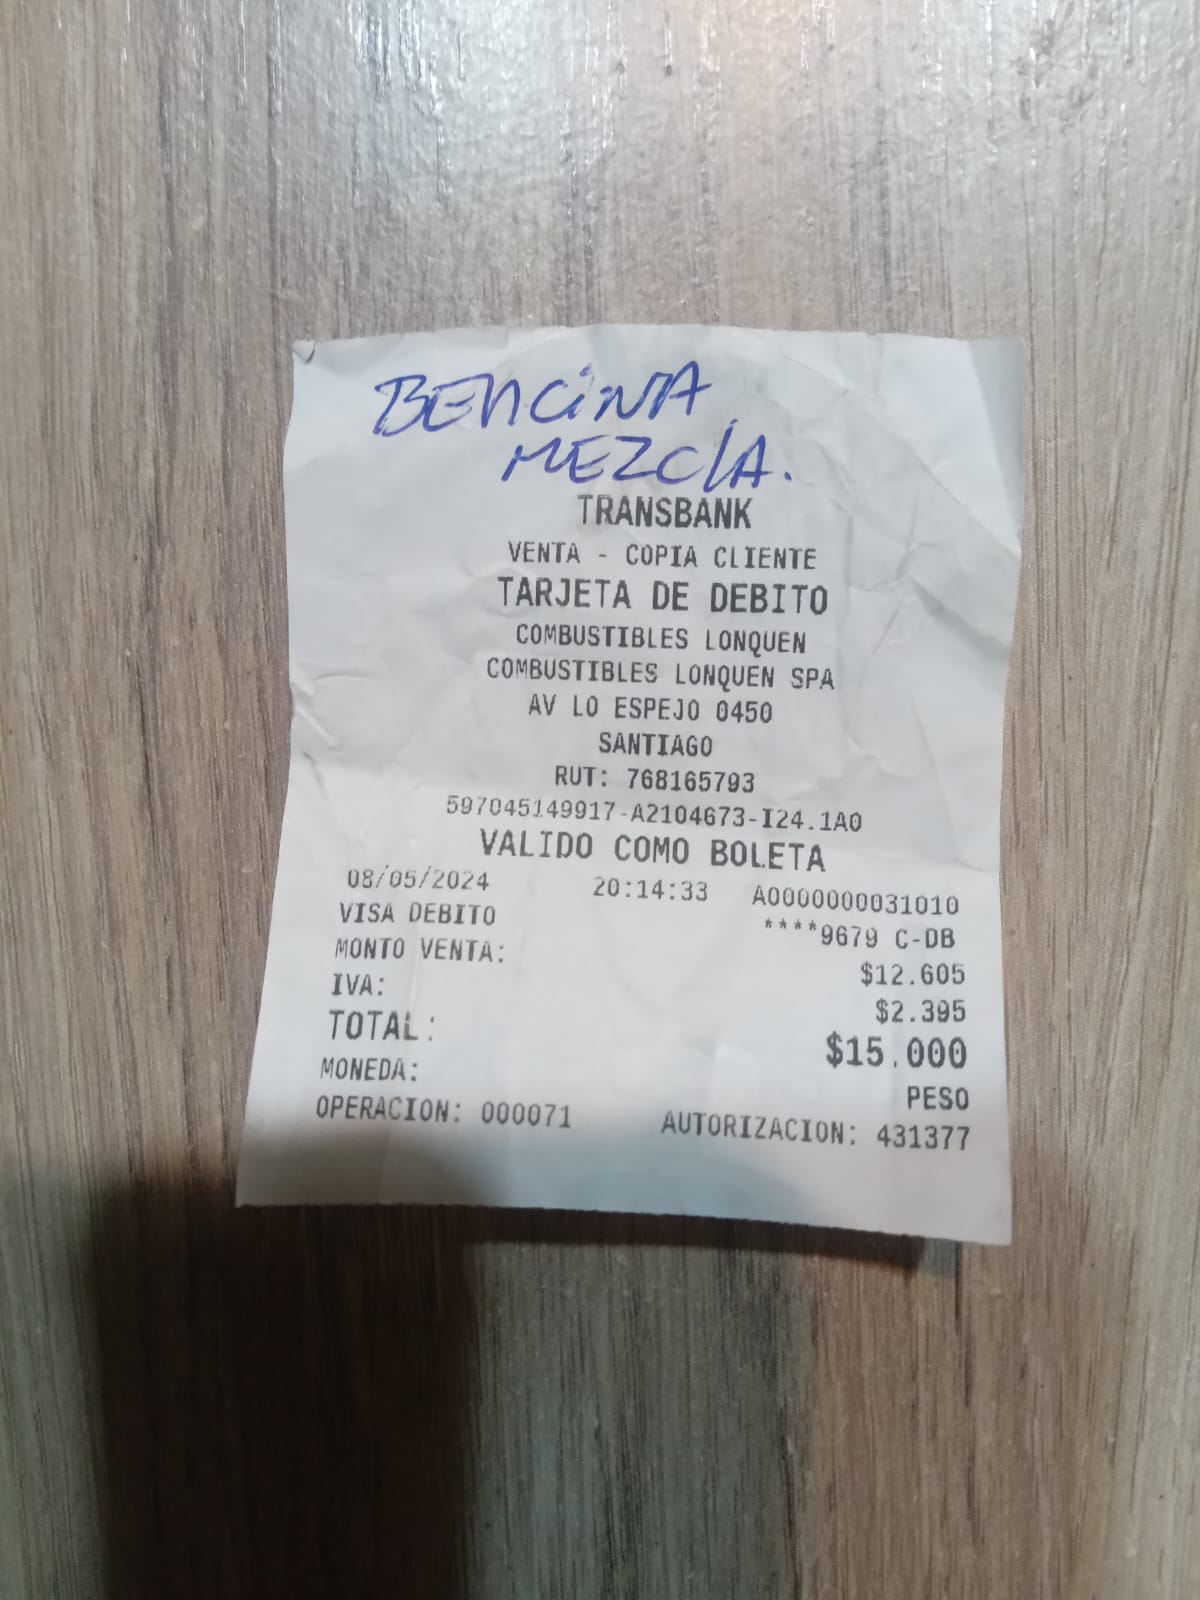 BENCINA
MEZCLA.
TRANSBANK
VENTA - COPIA CLIENTE
TARJETA DE DEBITO
COMBUSTIBLES LONQUEN
COMBUSTIBLES LONQUEN SPA
AV LO ESPEJO 0450
SANTIAGO
RUT: 768165793
597045149917-A2104673-I24.1A0
VALIDO COMO BOLETA
08/05/2024 20:14:33 A0000000031010
VISA DEBITO ****9679 C-DB
MONTO VENTA: $12.605
IVA: $2.395
TOTAL: $15.000
MONEDA: PESO
OPERACION: 000071 AUTORIZACION: 431377